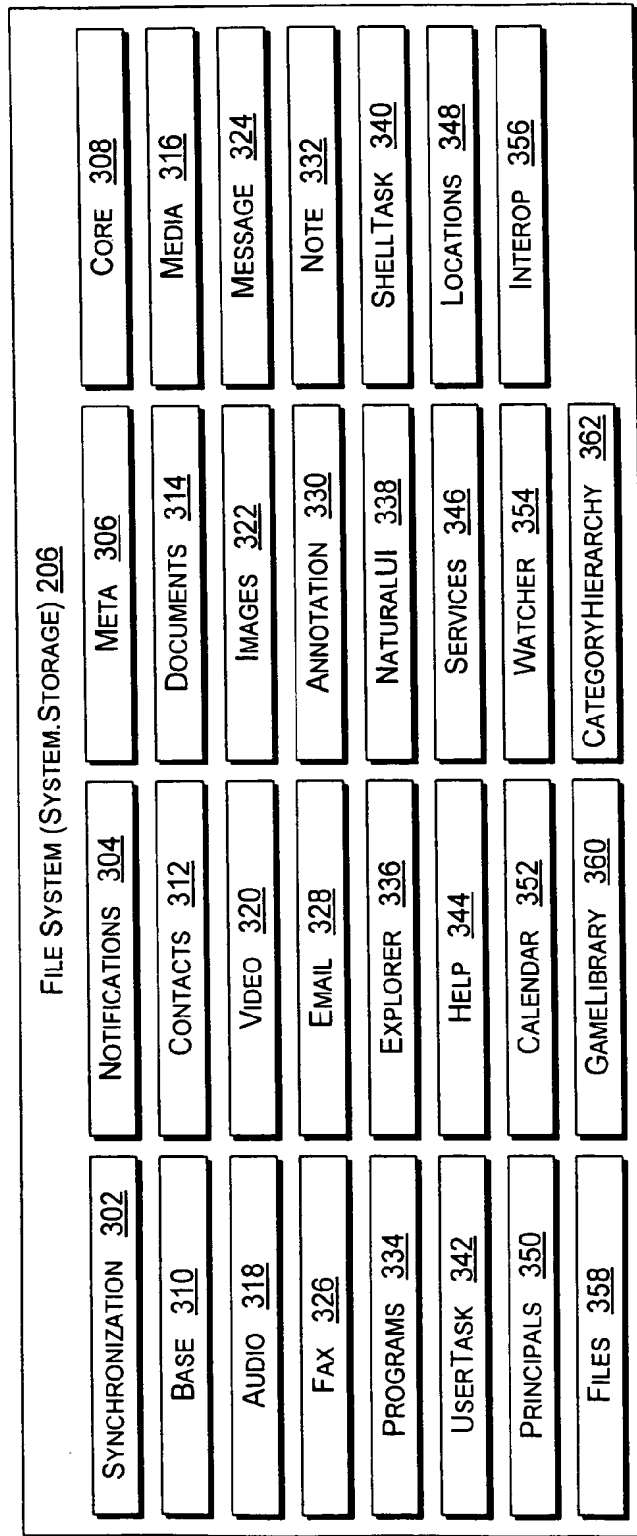 FILE SYSTEM (SYSTEM.STORAGE) 206
SYNCHRONIZATION 302
NOTIFICATIONS 304
META 306
CORE 308
BASE 310
CONTACTS 312
DOCUMENTS 314
MEDIA 316
AUDIO 318
VIDEO 320
IMAGES 322
MESSAGE 324
FAX 326
EMAIL 328
ANNOTATION 330
NOTE 332
PROGRAMS 334
EXPLORER 336
NATURALUI 338
SHELLTASK 340
USERTASK 342
HELP 344
SERVICES 346
LOCATIONS 348
PRINCIPALS 350
CALENDAR 352
WATCHER 354
INTEROP 356
FILES 358
GAMELIBRARY 360
CATEGORYHIERARCHY 362